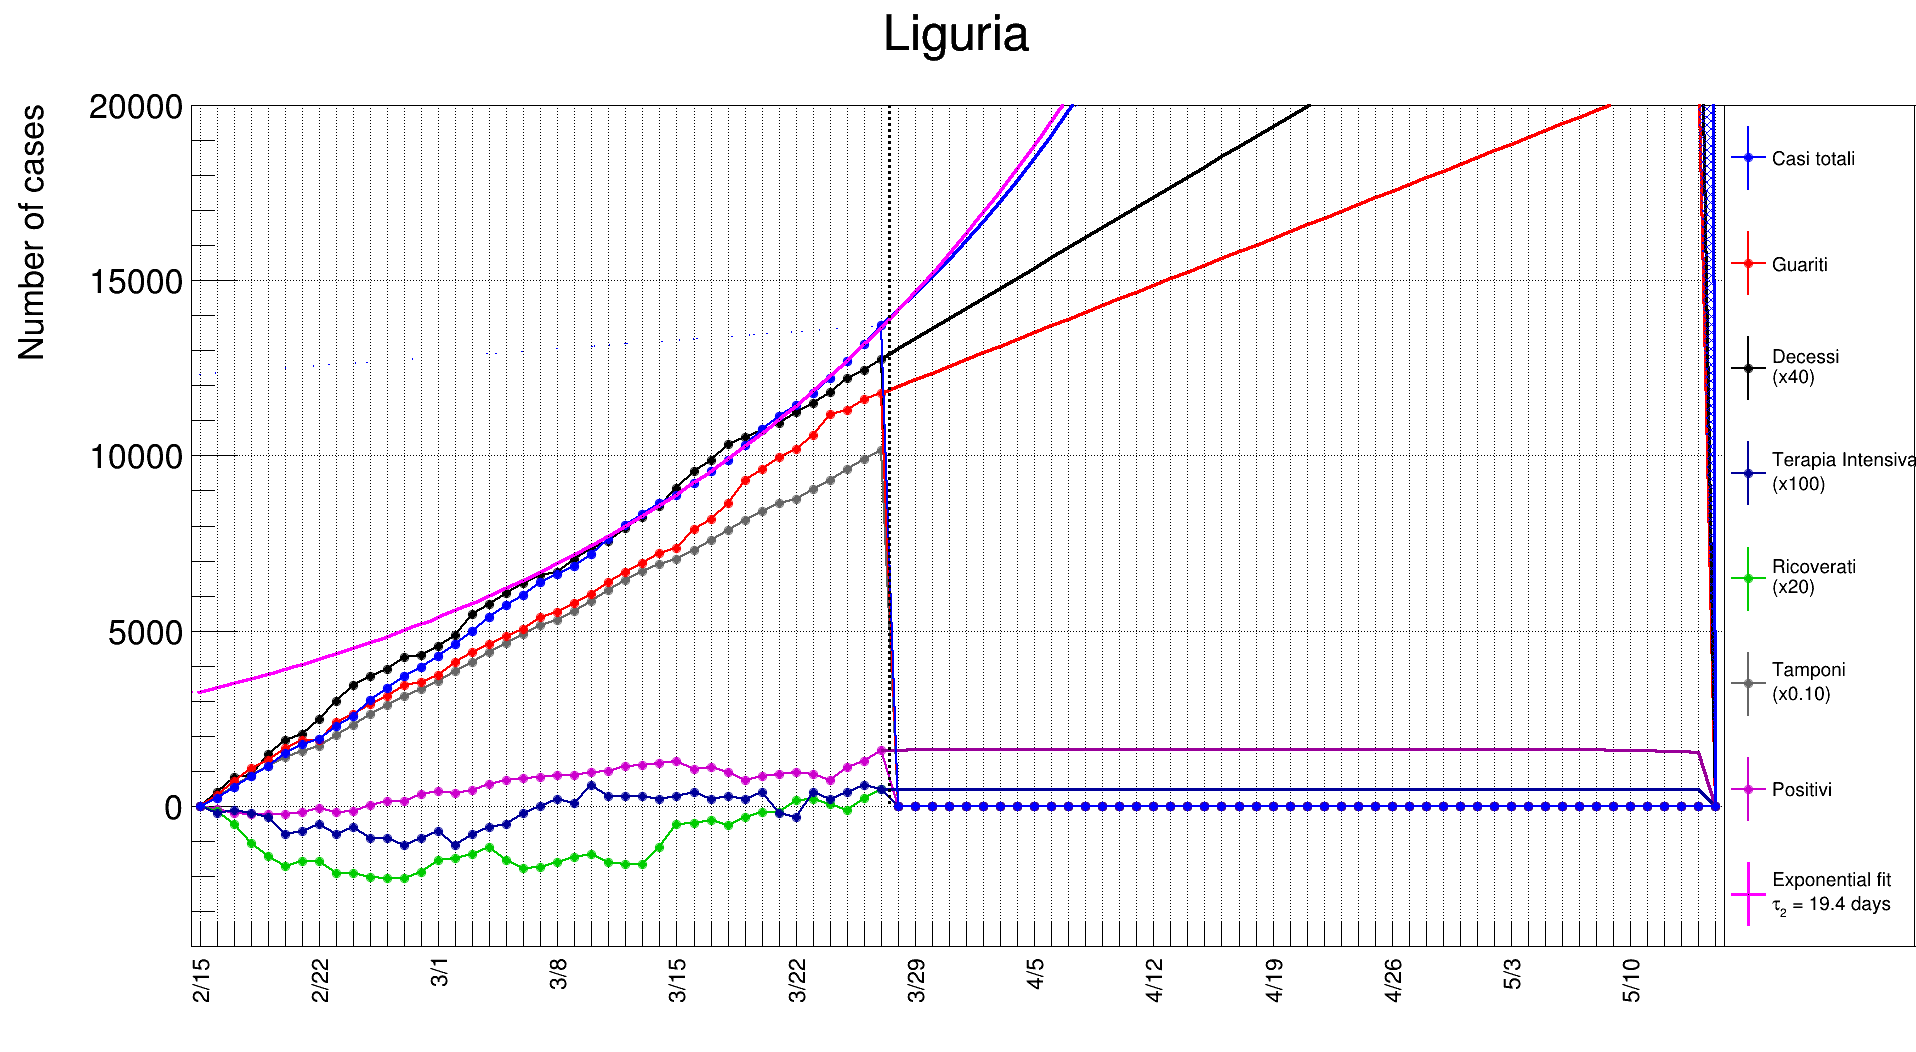 Liguria
Number of cases
20000
15000
10000
5000
0
2/15
2/22
3/1
3/8
3/15
3/22
3/29
4/5
4/12
4/19
4/26
5/3
5/10
Casi totali
Guariti
Decessi
(x40)
Terapia Intensiva
(x100)
Ricoverati
(x20)
Tamponi
(x0.10)
Positivi
Exponential fit
τ2 = 19.4 days